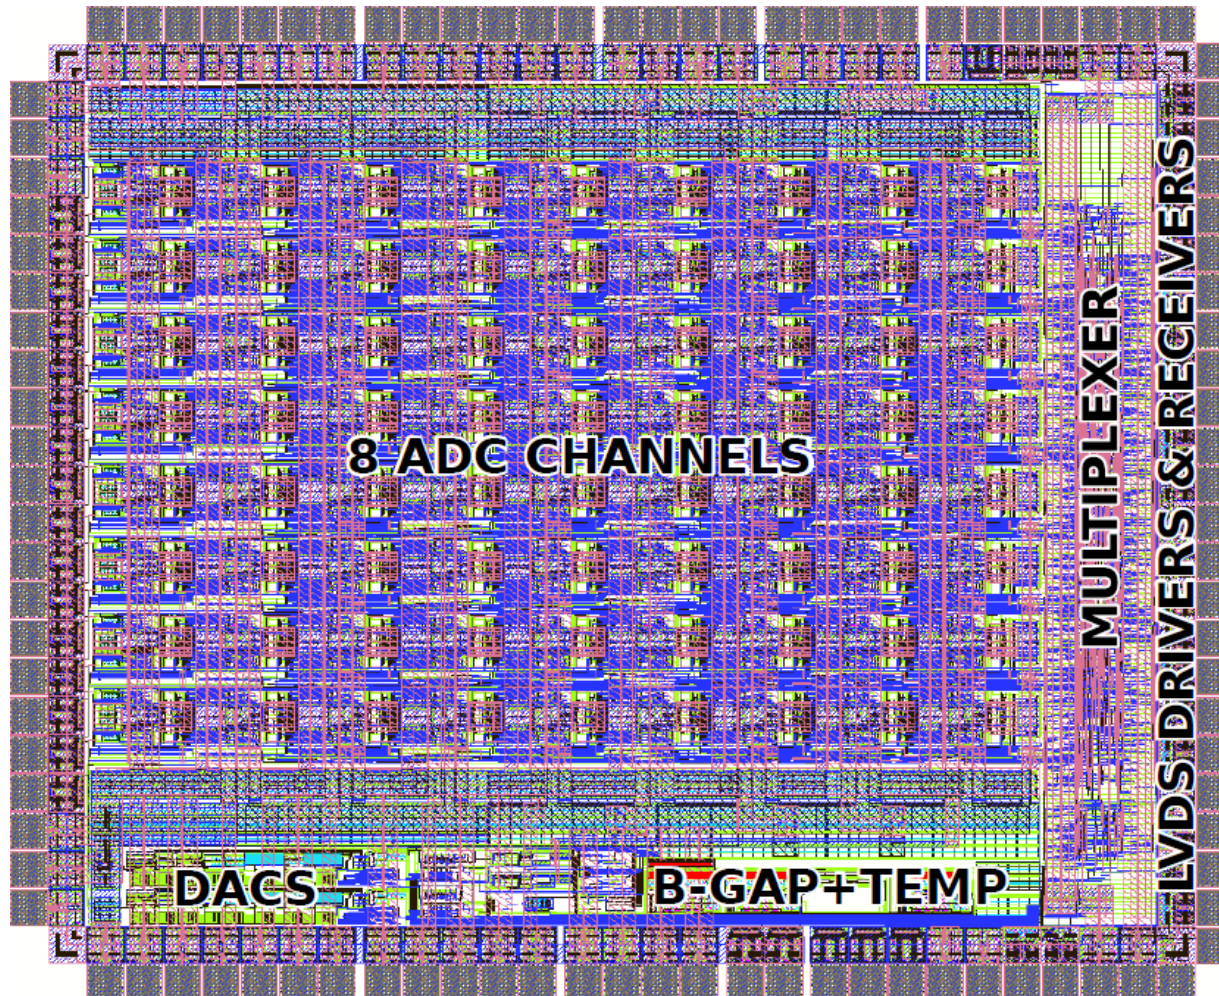 8 ADC CHANNELS
MULTIPLEXER
LVDS DRIVERS & RECEIVERS
DACS
B-GAP+TEMP